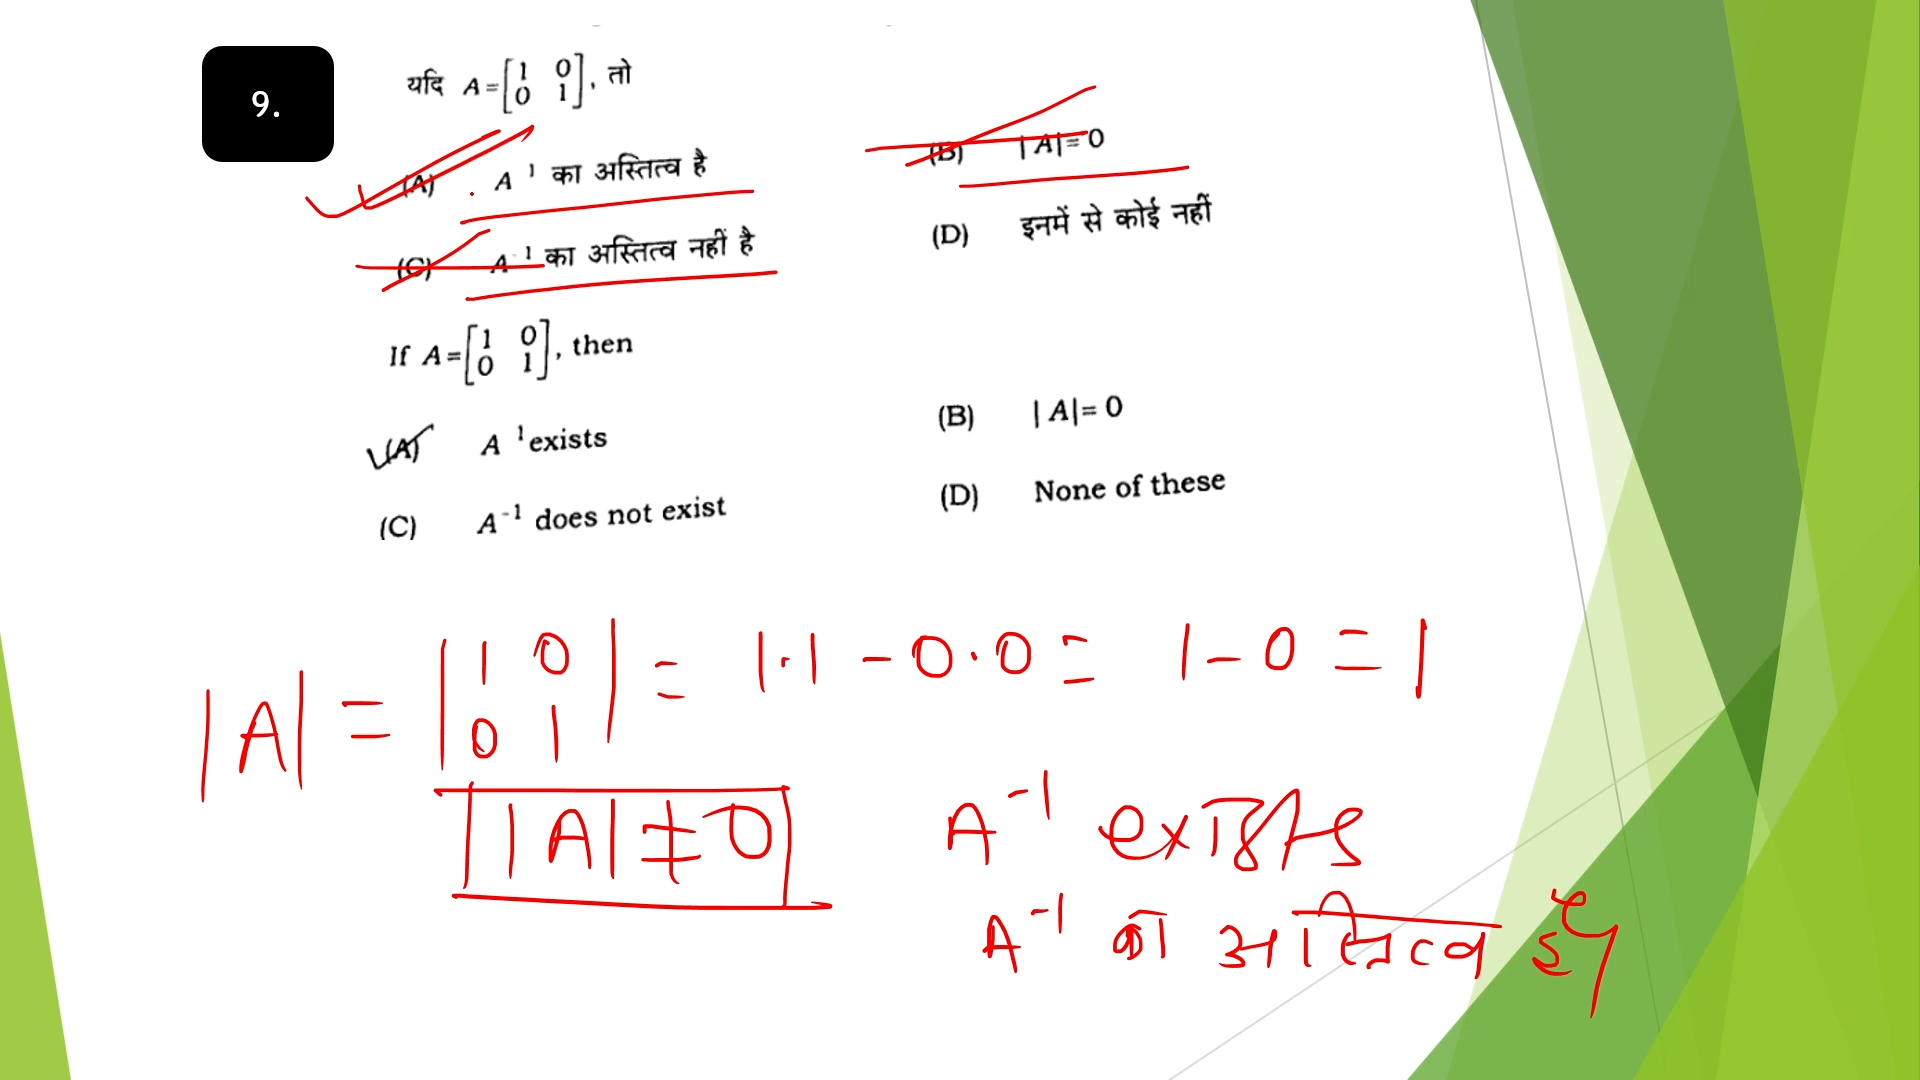 9.
यदि A = [1 0
0 1], तो
(A) A⁻¹ का अस्तित्व है (B) |A| = 0
(C) A⁻¹ का अस्तित्व नहीं है (D) इनमें से कोई नहीं
If A = [1 0
0 1], then
(A) A⁻¹ exists (B) |A| = 0
(C) A⁻¹ does not exist (D) None of these
|A| = |1 0
0 1| = 1·1 - 0·0 = 1 - 0 = 1
|A| ≠ 0
A⁻¹ exists
A⁻¹ का अस्तित्व है